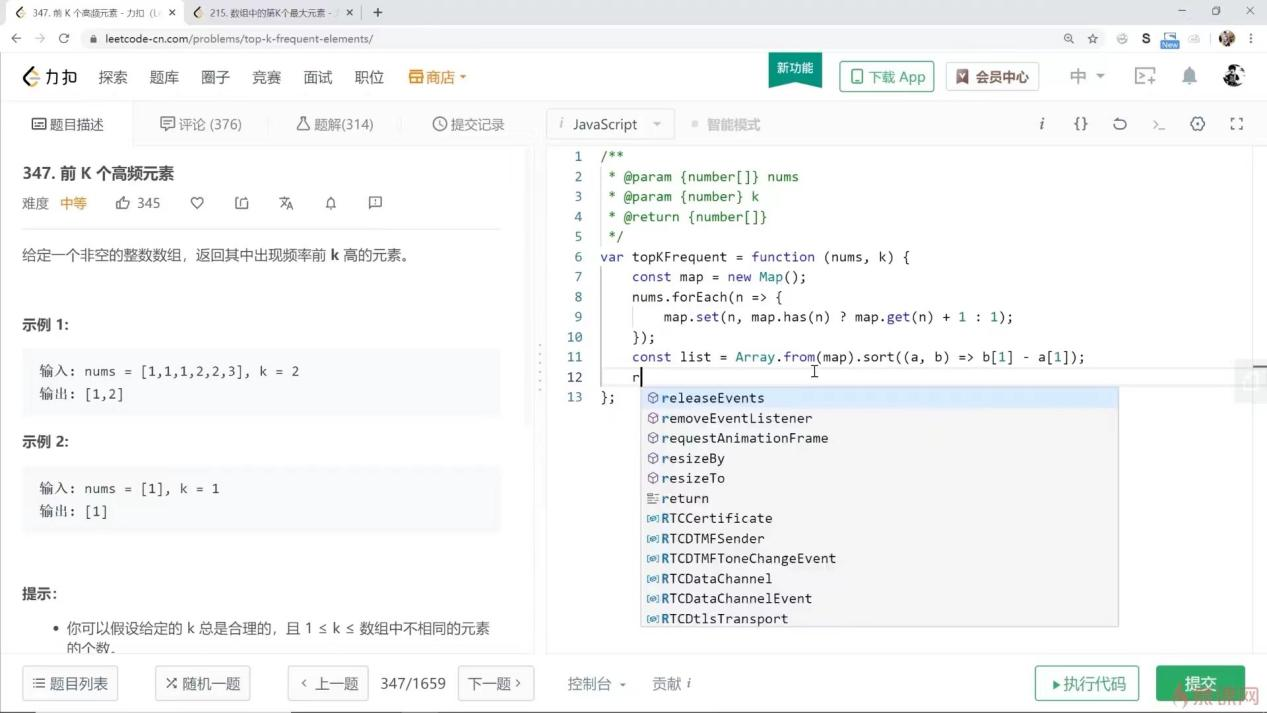 347. 前 K 个高频元素 - 力扣（Le
215. 数组中的第K个最大元素 -
leetcode-cn.com/problems/top-k-frequent-elements/
S
New
力扣 探索 题库 圈子 竞赛 面试 职位 商店 新功能 下载 App 会员中心 中
题目描述 评论 (376) 题解(314) 提交记录
i JavaScript 智能模式 i {} >_
347. 前 K 个高频元素
难度 中等 345
给定一个非空的整数数组，返回其中出现频率前 k 高的元素。
示例 1:
输入: nums = [1,1,1,2,2,3], k = 2
输出: [1,2]
示例 2:
输入: nums = [1], k = 1
输出: [1]
提示：
• 你可以假设给定的 k 总是合理的，且 1 ≤ k ≤ 数组中不相同的元素
的个数。
1 /**
2 * @param {number[]} nums
3 * @param {number} k
4 * @return {number[]}
5 */
6 var topKFrequent = function (nums, k) {
7 const map = new Map();
8 nums.forEach(n => {
9 map.set(n, map.has(n) ? map.get(n) + 1 : 1);
10 });
11 const list = Array.from(map).sort((a, b) => b[1] - a[1]);
12 r
13 };
releaseEvents
removeEventListener
requestAnimationFrame
resizeBy
resizeTo
return
RTCCertificate
RTCDTMFSender
RTCDTMFToneChangeEvent
RTCDataChannel
RTCDataChannelEvent
RTCDtlsTransport
题目列表 随机一题 上一题 347/1659 下一题 控制台 贡献 i 执行代码 提交
慕课网